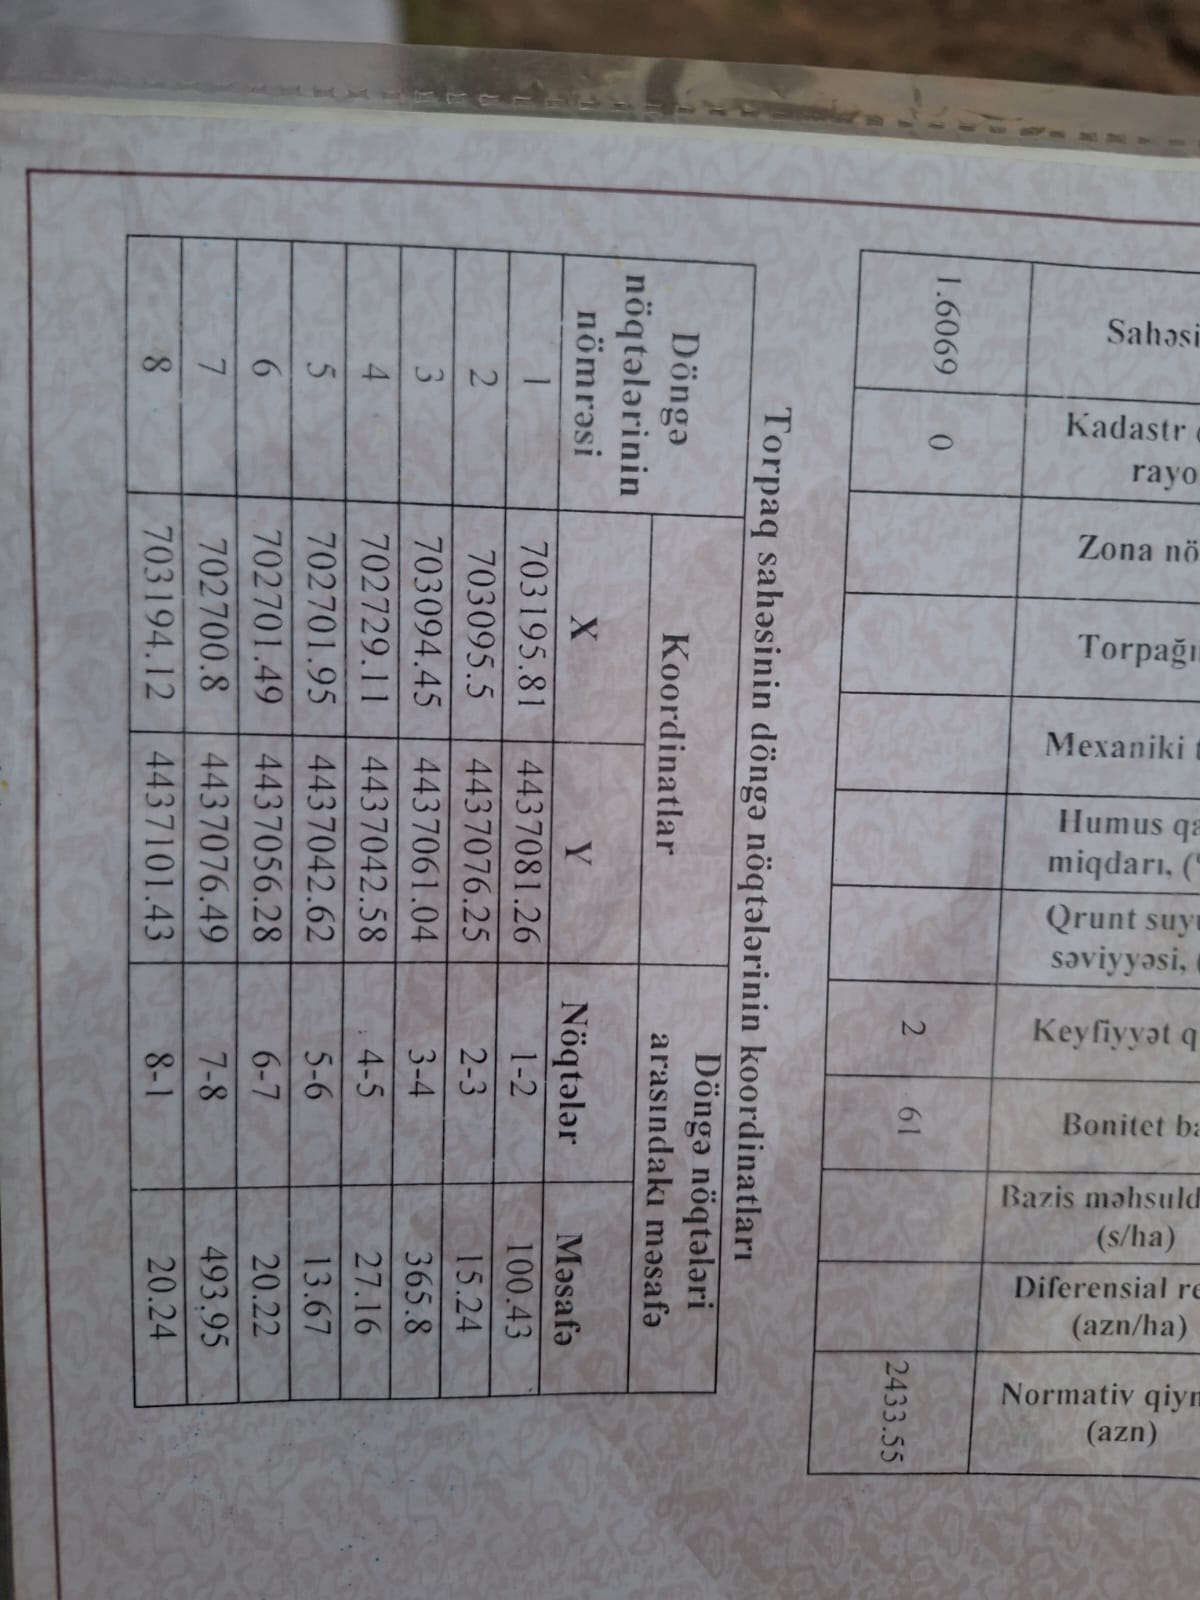 Sahəsi
Kadastr
rayo
Zona nö
Torpağı
Mexaniki
Humus qa
miqdarı,
Qrunt suyu
səviyyəsi,
Keyfiyyət q
Bonitet ba
Bazis məhsuld
(s/ha)
Diferensial re
(azn/ha)
Normativ qiym
(azn)
1.6069 0 2 61 2433.55
Torpaq sahəsinin döngə nöqtələrinin koordinatları
Döngə
nöqtələrinin
nömrəsi
Koordinatlar
Döngə nöqtələri
arasındakı məsafə
X Y Nöqtələr Məsafə
1 703195.81 4437081.26 1-2 100.43
2 703095.5 4437076.25 2-3 15.24
3 703094.45 4437061.04 3-4 365.8
4 702729.11 4437042.58 4-5 27.16
5 702701.95 4437042.62 5-6 13.67
6 702701.49 4437056.28 6-7 20.22
7 702700.8 4437076.49 7-8 493.95
8 703194.12 4437101.43 8-1 20.24